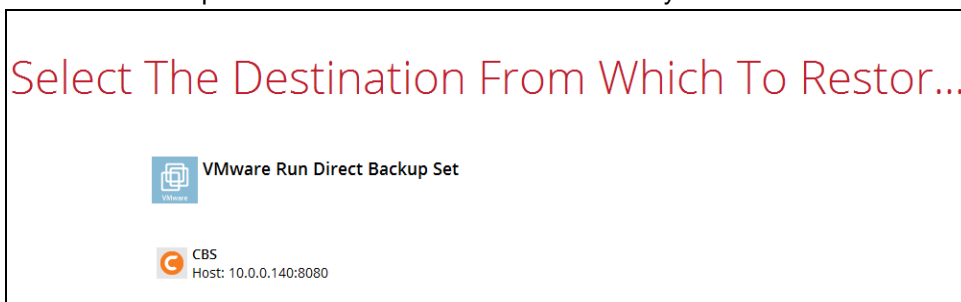 Select The Destination From Which To Restor...
VMware Run Direct Backup Set
VMware
CBS
Host: 10.0.0.140:8080